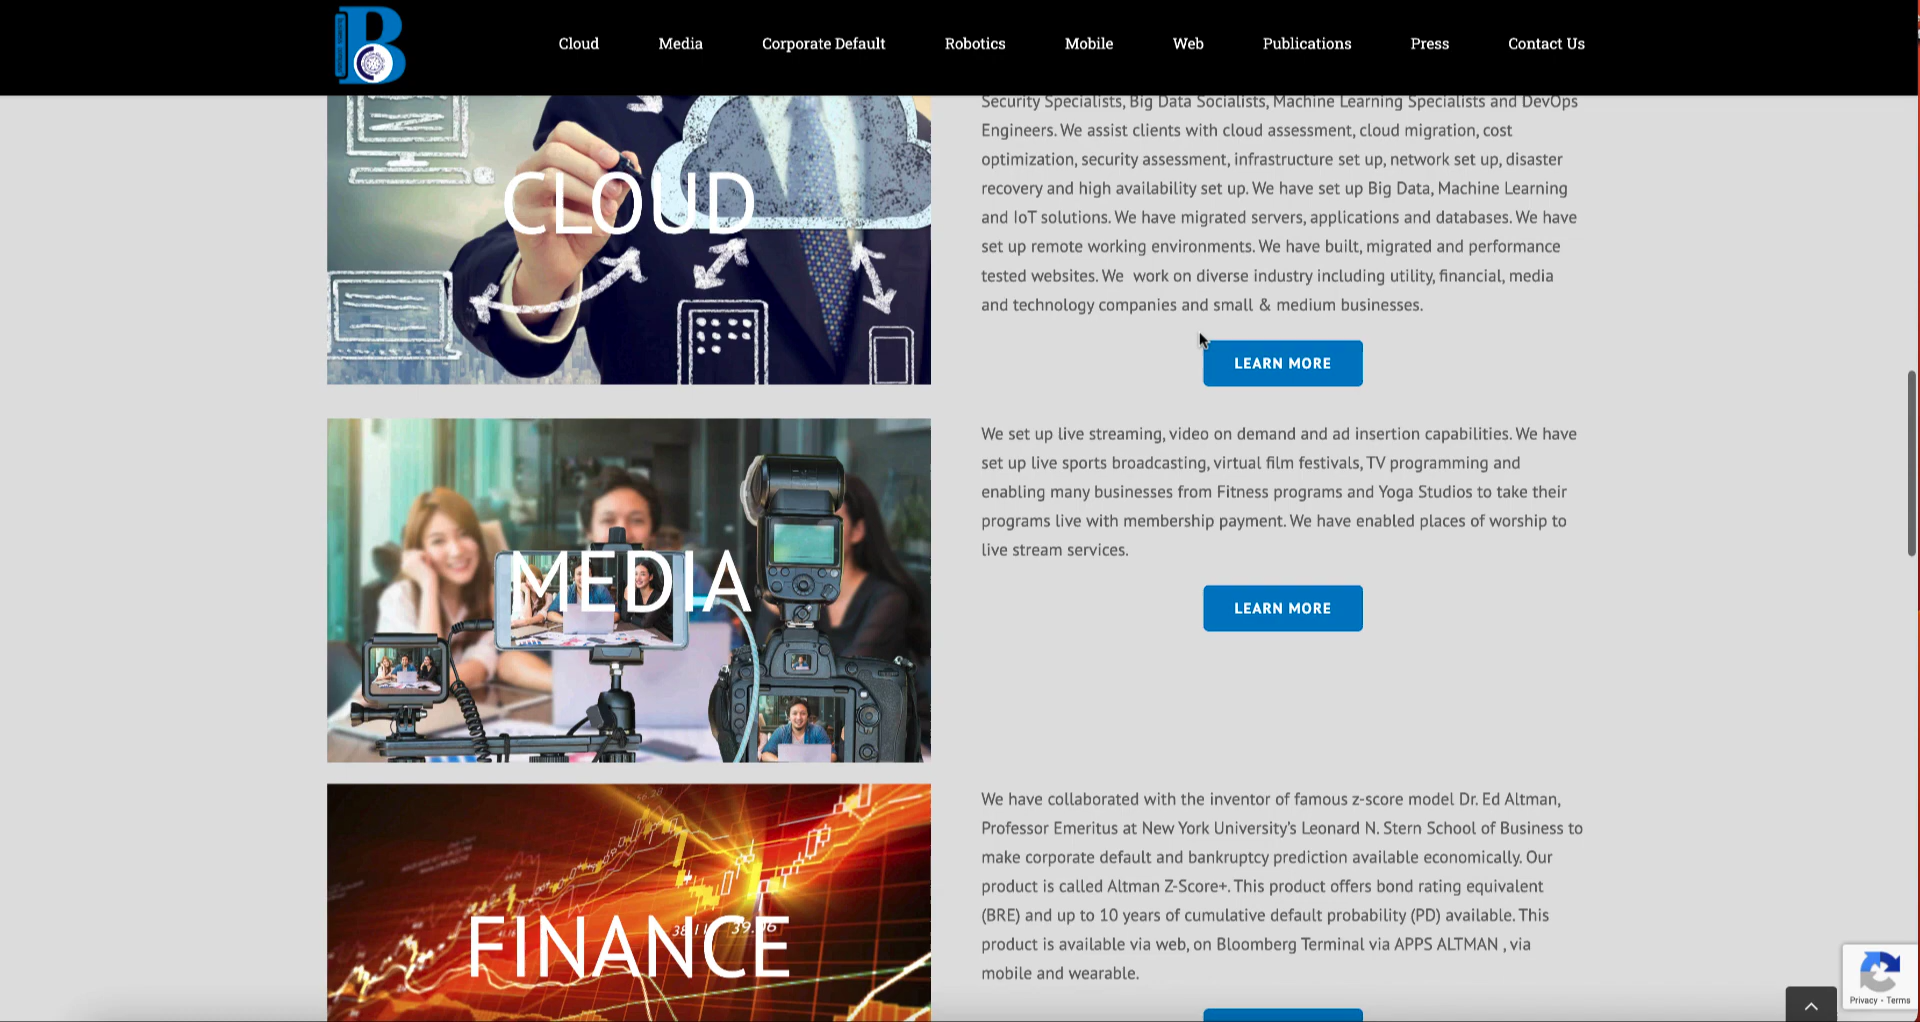 Cloud
Media
Corporate Default
Robotics
Mobile
Web
Publications
Press
Contact Us
Security Specialists, Big Data Socialists, Machine Learning Specialists and DevOps
Engineers. We assist clients with cloud assessment, cloud migration, cost
optimization, security assessment, infrastructure set up, network set up, disaster
recovery and high availability set up. We have set up Big Data, Machine Learning
and IoT solutions. We have migrated servers, applications and databases. We have
set up remote working environments. We have built, migrated and performance
tested websites. We  work on diverse industry including utility, financial, media
and technology companies and small & medium businesses.
CLOUD
LEARN MORE
We set up live streaming, video on demand and ad insertion capabilities. We have
set up live sports broadcasting, virtual film festivals, TV programming and
enabling many businesses from Fitness programs and Yoga Studios to take their
programs live with membership payment. We have enabled places of worship to
live stream services.
MEDIA
LEARN MORE
We have collaborated with the inventor of famous z-score model Dr. Ed Altman,
Professor Emeritus at New York University's Leonard N. Stern School of Business to
make corporate default and bankruptcy prediction available economically. Our
product is called Altman Z-Score+. This product offers bond rating equivalent
(BRE) and up to 10 years of cumulative default probability (PD) available. This
product is available via web, on Bloomberg Terminal via APPS ALTMAN , via
mobile and wearable.
FINANCE
39.06
Privacy - Terms